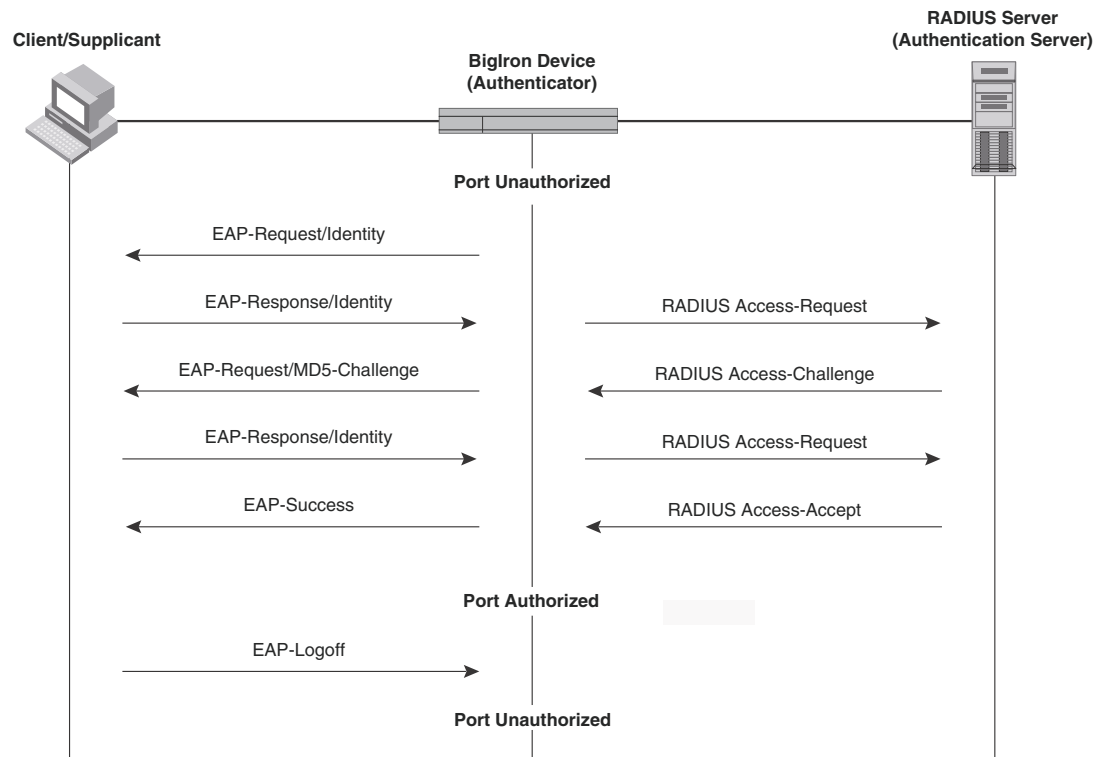 Client/Supplicant
BigIron Device
(Authenticator)
RADIUS Server
(Authentication Server)
Port Unauthorized
EAP-Request/Identity
EAP-Response/Identity
RADIUS Access-Request
EAP-Request/MD5-Challenge
RADIUS Access-Challenge
EAP-Response/Identity
RADIUS Access-Request
EAP-Success
RADIUS Access-Accept
Port Authorized
EAP-Logoff
Port Unauthorized